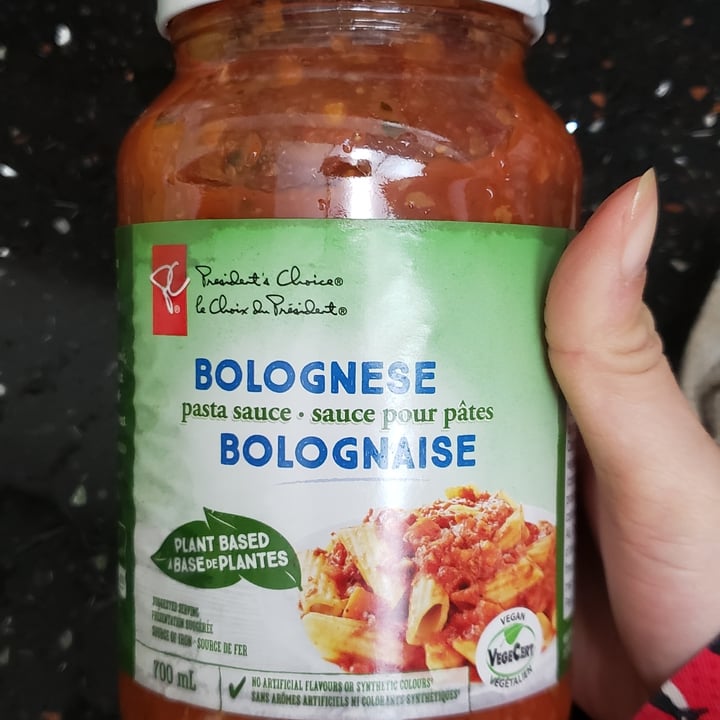 PC®
President's Choice®
le Choix du Président®
BOLOGNESE
pasta sauce · sauce pour pâtes
BOLOGNAISE
PLANT BASED
À BASE DE PLANTES
SUGGESTED SERVING
PRÉSENTATION SUGGÉRÉE
SOURCE OF IRON · SOURCE DE FER
700 mL
NO ARTIFICIAL FLAVOURS OR SYNTHETIC COLOURS
SANS ARÔMES ARTIFICIELS NI COLORANTS SYNTHÉTIQUES
VEGAN
VEGECERT
VÉGÉTALIEN